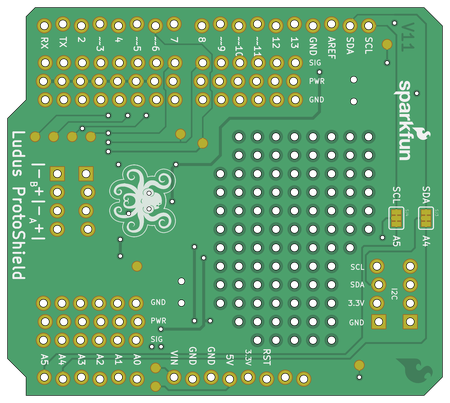 RX TX 2 ~3 4 ~5 ~6 7 8 ~9 ~10 ~11 12 13 GND AREF SDA SCL
V11
SIG
PWR
GND
sparkfun
Ludus ProtoShield
|-B+|-A+|
SCL SDA
A5 A4
SCL
SDA
3.3V
GND
I2C
GND
PWR
SIG
A5 A4 A3 A2 A1 A0 VIN GND GND 5V 3.3V RST